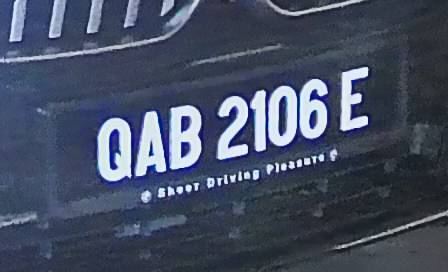 QAB 2106 E
Sheer Driving Pleasure